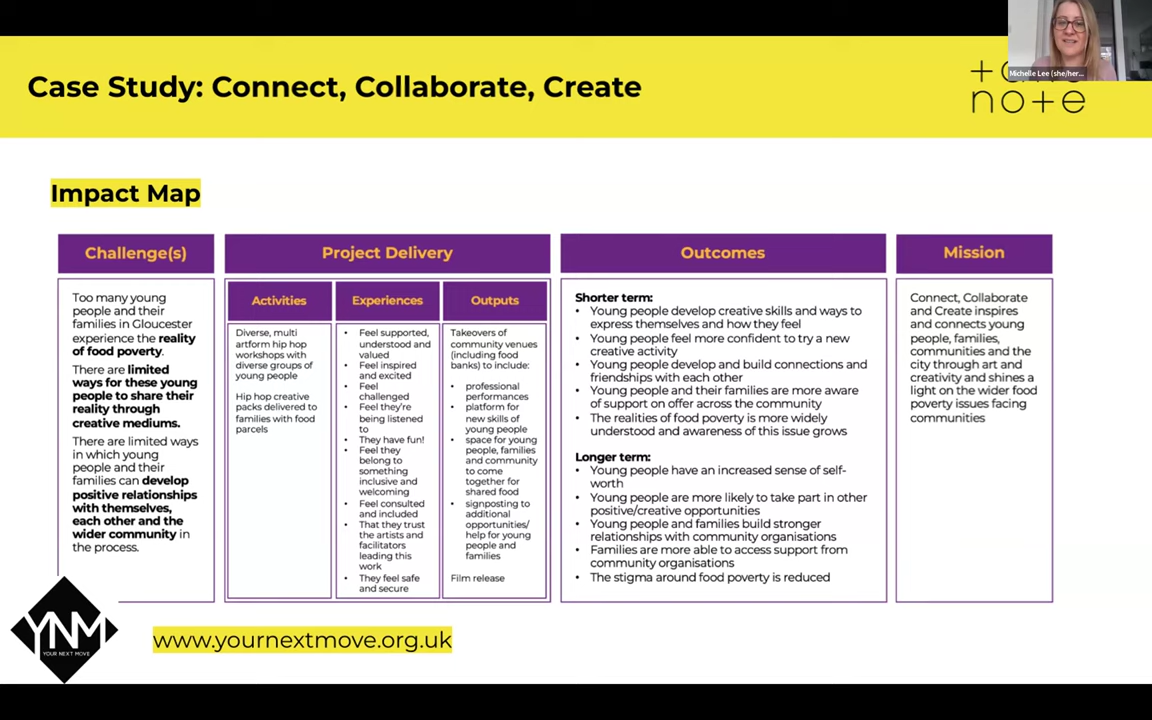 Case Study: Connect, Collaborate, Create
Michelle Lee (she/her...
note
Impact Map
Challenge(s)
Too many young
people and their
families in Gloucester
experience the reality
of food poverty.
There are limited
ways for these young
people to share their
reality through
creative mediums.
There are limited ways
in which young
people and their
families can develop
positive relationships
with themselves,
each other and the
wider community in
the process.
Project Delivery
Activities
Diverse, multi
artform hip hop
workshops with
diverse groups of
young people
Hip hop creative
packs delivered to
families with food
parcels
Experiences
• Feel supported,
understood and
valued
• Feel inspired
and excited
• Feel
challenged
• Feel they're
being listened
to
• They have fun!
• Feel they
belong to
something
inclusive and
welcoming
• Feel consulted
and included
• That they trust
the artists and
facilitators
leading this
work
• They feel safe
and secure
Outputs
Takeovers of
community venues
(including food
banks) to include:
• professional
performances
• platform for
new skills of
young people
• space for young
people, families
and community
to come
together for
shared food
• signposting to
additional
opportunities/
help for young
people and
families
Film release
Outcomes
Shorter term:
• Young people develop creative skills and ways to
express themselves and how they feel
• Young people feel more confident to try a new
creative activity
• Young people develop and build connections and
friendships with each other
• Young people and their families are more aware
of support on offer across the community
• The realities of food poverty is more widely
understood and awareness of this issue grows
Longer term:
• Young people have an increased sense of self-
worth
• Young people are more likely to take part in other
positive/creative opportunities
• Young people and families build stronger
relationships with community organisations
• Families are more able to access support from
community organisations
• The stigma around food poverty is reduced
Mission
Connect, Collaborate
and Create inspires
and connects young
people, families,
communities and the
city through art and
creativity and shines a
light on the wider food
poverty issues facing
communities
YNM
YOUR NEXT MOVE
www.yournextmove.org.uk